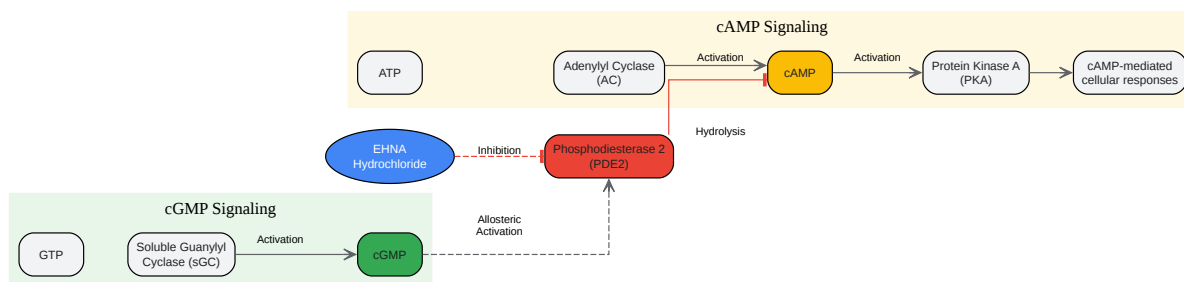 cAMP Signaling
ATP
Adenylyl Cyclase
(AC)
Activation
cAMP
Activation
Protein Kinase A
(PKA)
cAMP-mediated
cellular responses
Hydrolysis
EHNA
Hydrochloride
Inhibition
Phosphodiesterase 2
(PDE2)
cGMP Signaling
GTP
Soluble Guanylyl
Cyclase (sGC)
Activation
cGMP
Allosteric
Activation